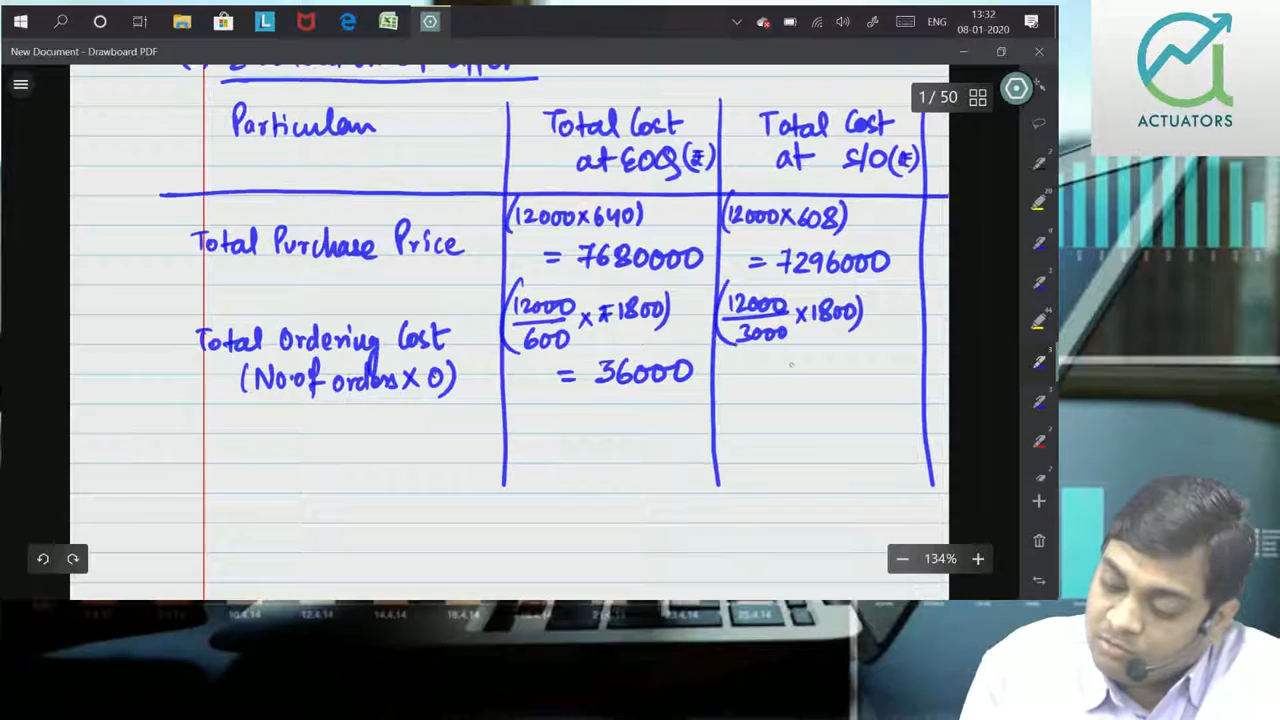 13:32
ENG
08-01-2020
New Document - Drawboard PDF
1 / 50
ACTUATORS
Particulars
Total Cost at EOQ (₹)
Total Cost at S/O (₹)
Total Purchase Price
(12000×640)
= 7680000
(12000×608)
= 7296000
Total Ordering Cost
(No. of orders × O)
(12000/600 × ₹1800)
= 36000
(12000/3000 × 1800)
134%